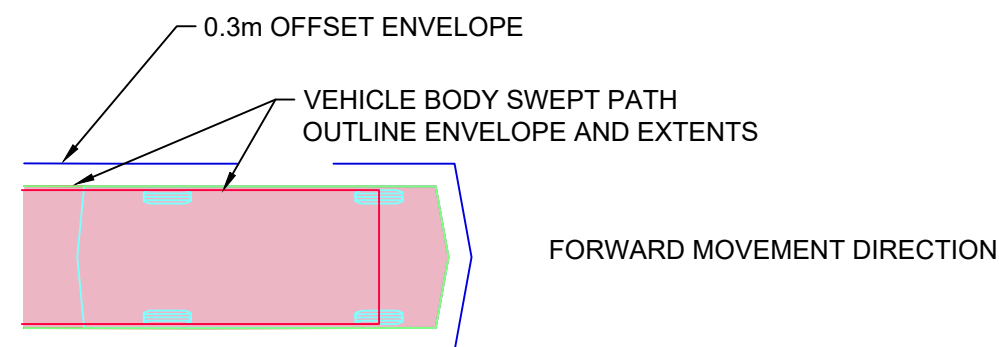 0.3m OFFSET ENVELOPE
VEHICLE BODY SWEPT PATH
OUTLINE ENVELOPE AND EXTENTS
FORWARD MOVEMENT DIRECTION